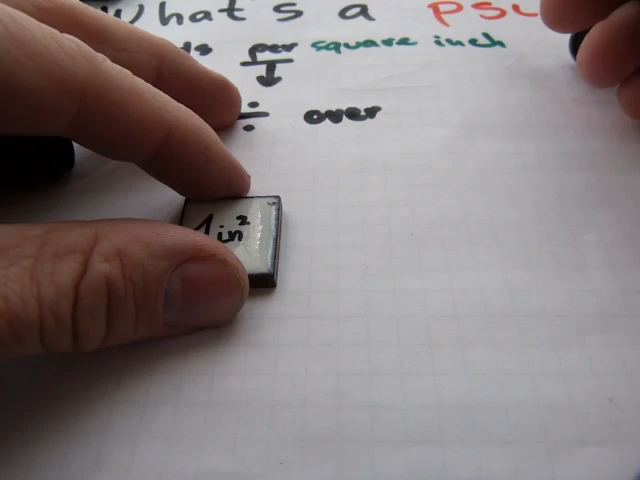 What's a psi
per square inch
÷ over
1in²